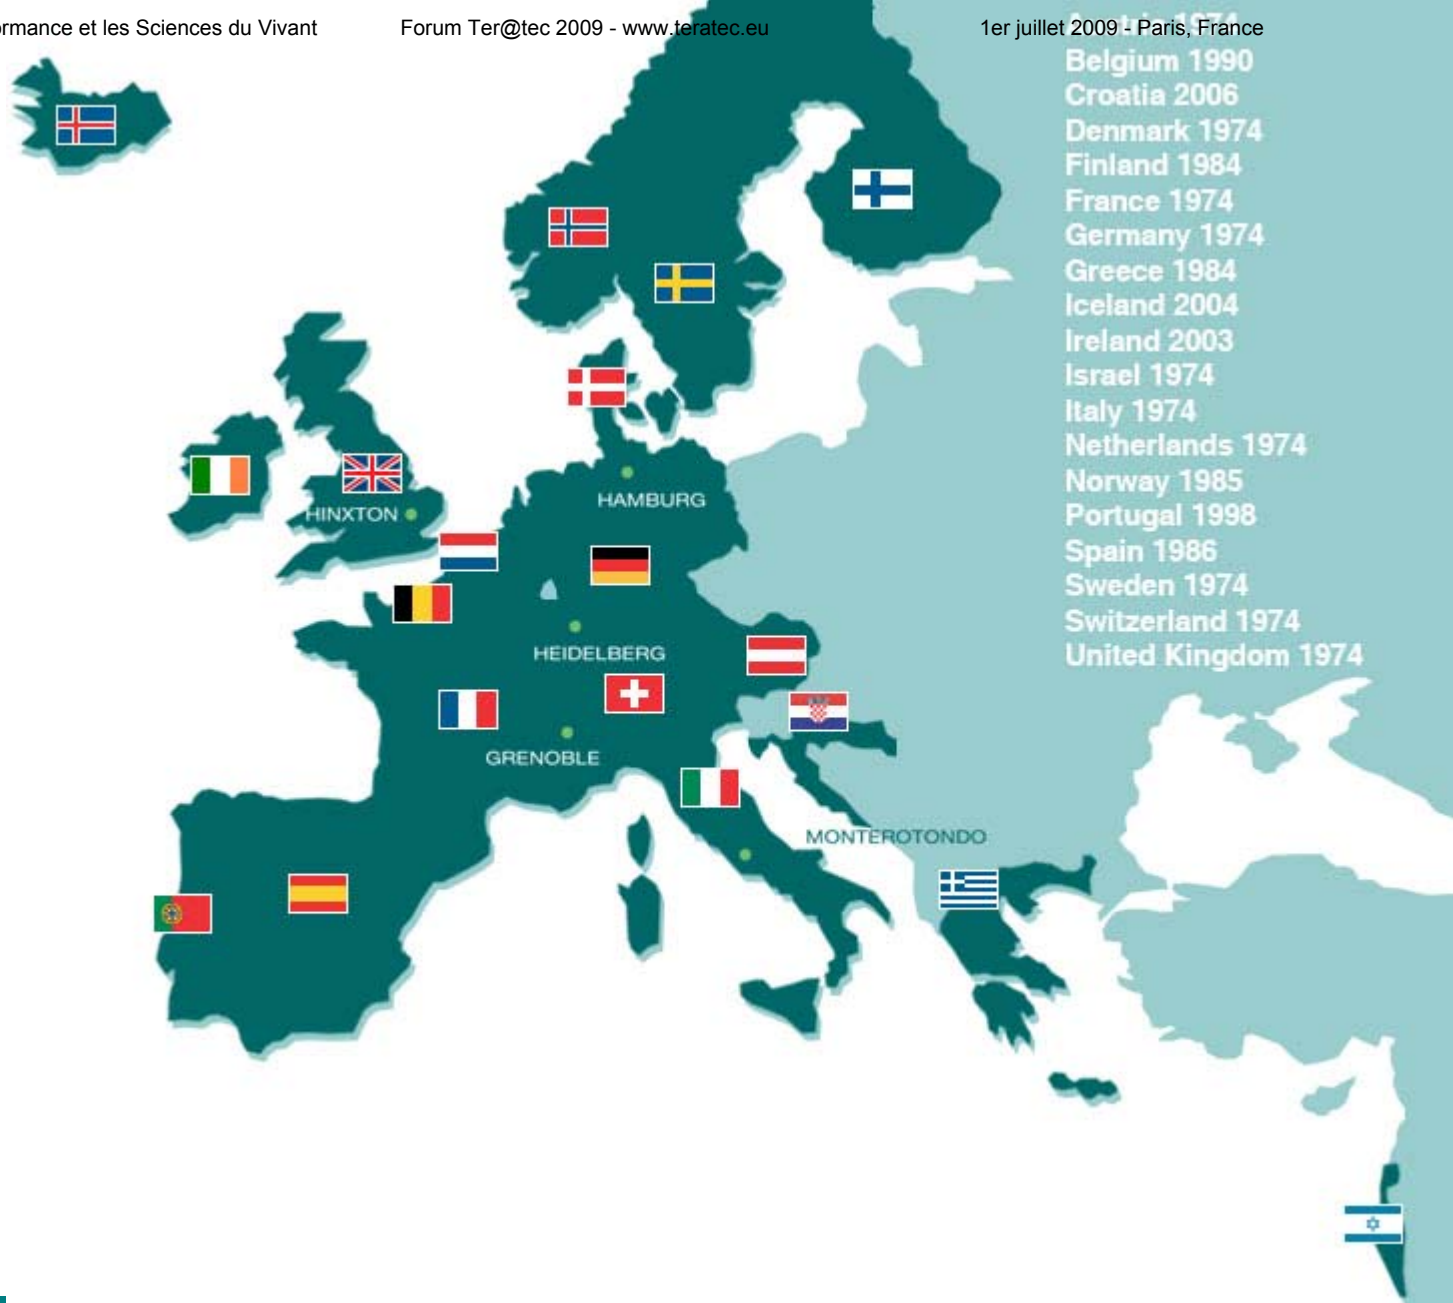 rmance et les Sciences du Vivant Forum Ter@tec 2009 - www.teratec.eu 1er juillet 2009 - Paris, France
Austria 1974
Belgium 1990
Croatia 2006
Denmark 1974
Finland 1984
France 1974
Germany 1974
Greece 1984
Iceland 2004
Ireland 2003
Israel 1974
Italy 1974
Netherlands 1974
Norway 1985
Portugal 1998
Spain 1986
Sweden 1974
Switzerland 1974
United Kingdom 1974
HAMBURG
HINXTON
HEIDELBERG
GRENOBLE
MONTEROTONDO